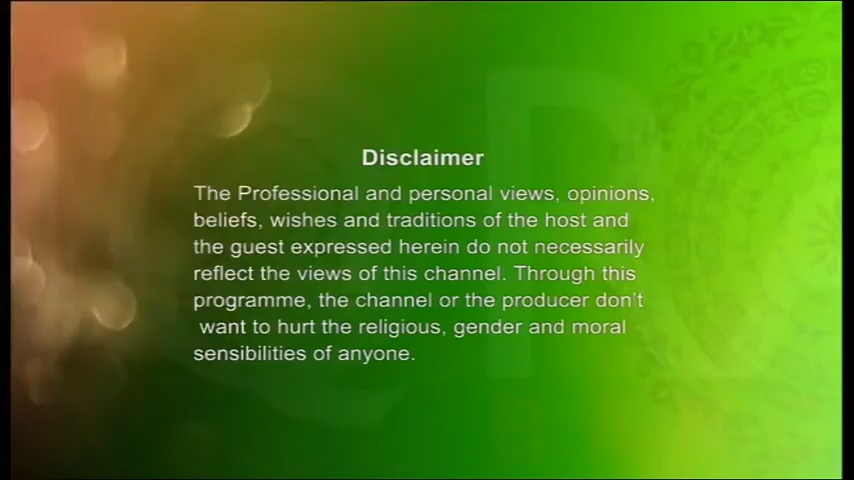 Disclaimer
The Professional and personal views, opinions,
beliefs, wishes and traditions of the host and
the guest expressed herein do not necessarily
reflect the views of this channel. Through this
programme, the channel or the producer don't
want to hurt the religious, gender and moral
sensibilities of anyone.